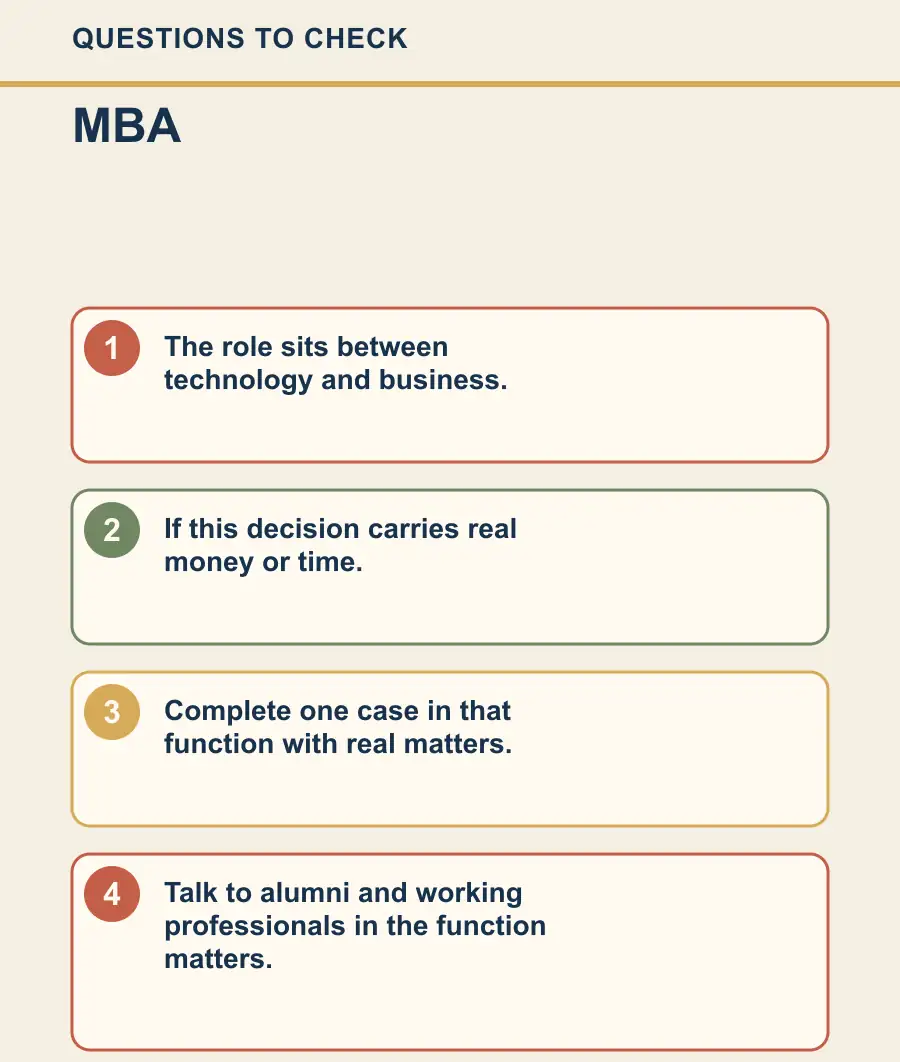 QUESTIONS TO CHECK
MBA
1
The role sits between
technology and business.
2
If this decision carries real
money or time.
3
Complete one case in that
function with real matters.
4
Talk to alumni and working
professionals in the function
matters.